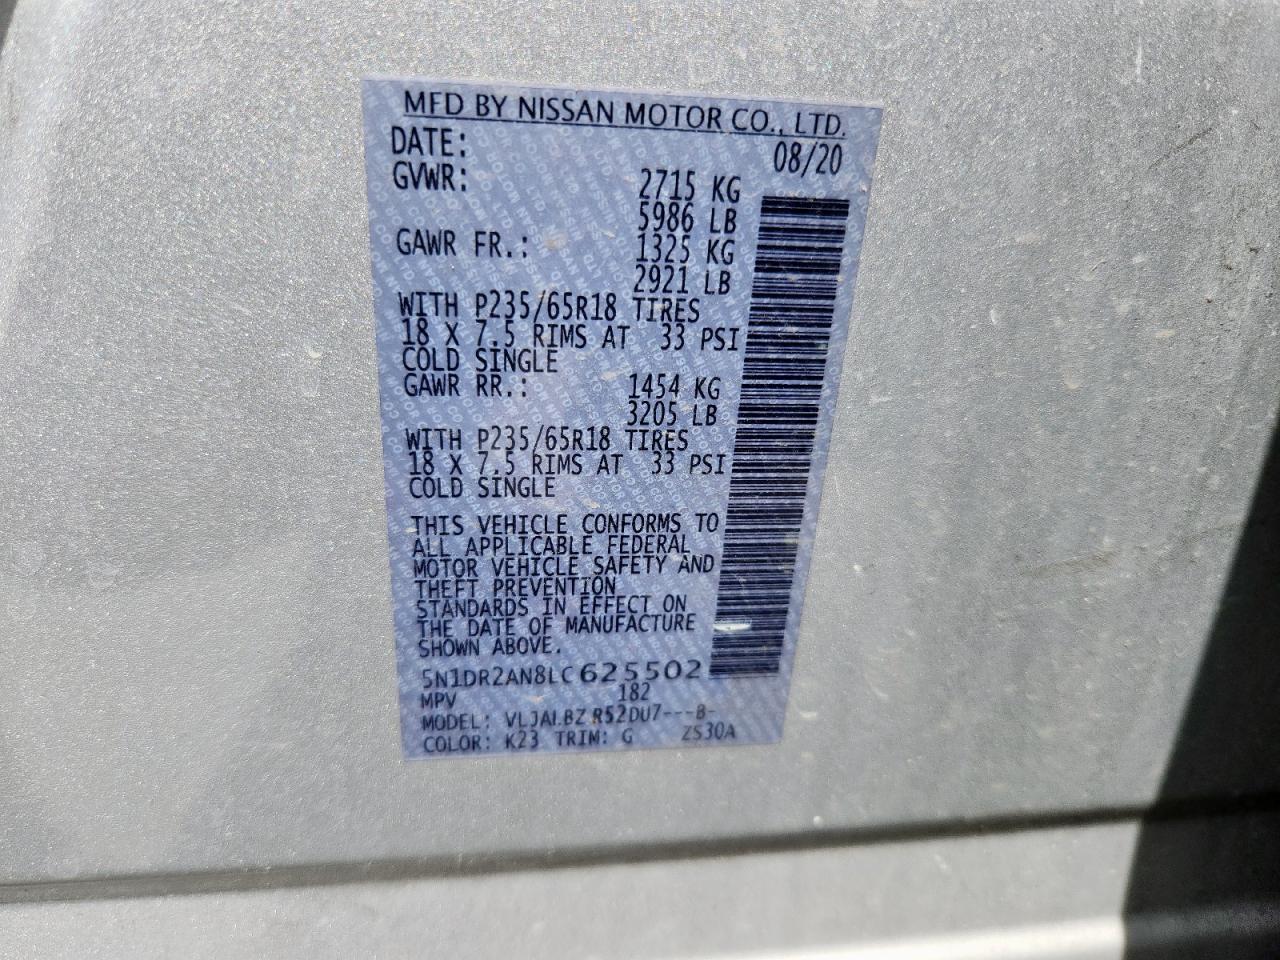 MFD BY NISSAN MOTOR CO., LTD.
DATE: 08/20
GVWR: 2715 KG
5986 LB
GAWR FR.: 1325 KG
2921 LB
WITH P235/65R18 TIRES
18 X 7.5 RIMS AT 33 PSI
COLD SINGLE
GAWR RR.: 1454 KG
3205 LB
WITH P235/65R18 TIRES
18 X 7.5 RIMS AT 33 PSI
COLD SINGLE
THIS VEHICLE CONFORMS TO
ALL APPLICABLE FEDERAL
MOTOR VEHICLE SAFETY AND
THEFT PREVENTION
STANDARDS IN EFFECT ON
THE DATE OF MANUFACTURE
SHOWN ABOVE.
5N1DR2AN8LC625502
MPV 182
MODEL: VLJALBZ R52DU7---B-
COLOR: K23 TRIM: G ZS30A